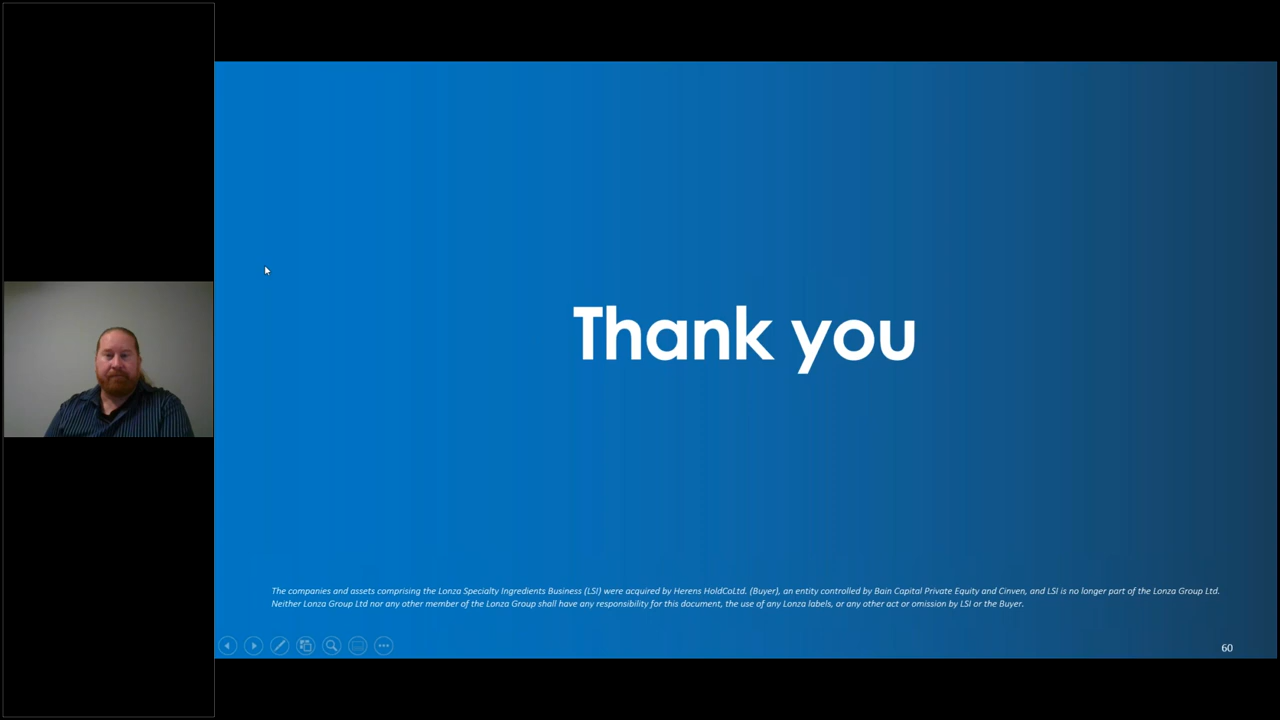 Thank you
The companies and assets comprising the Lonza Specialty Ingredients Business (LSI) were acquired by Herens HoldCoLtd. (Buyer), an entity controlled by Bain Capital Private Equity and Cinven, and LSI is no longer part of the Lonza Group Ltd.
Neither Lonza Group Ltd nor any other member of the Lonza Group shall have any responsibility for this document, the use of any Lonza labels, or any other act or omission by LSI or the Buyer.
60